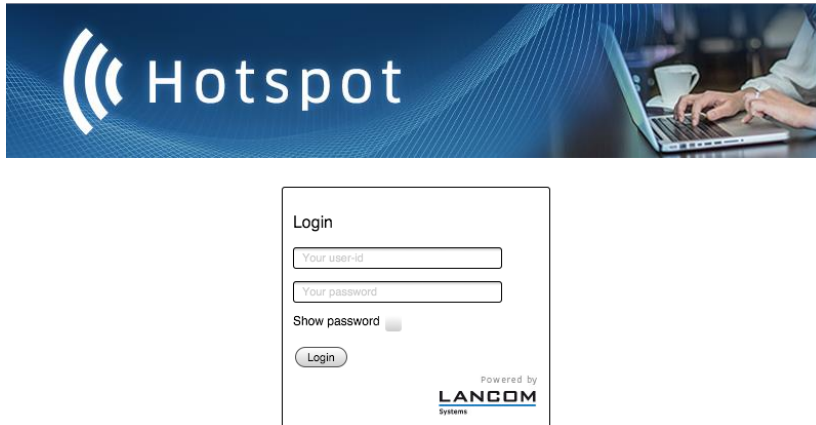 Hotspot
Login
Your user-id
Your password
Show password
Login
Powered by
LANCOM
Systems